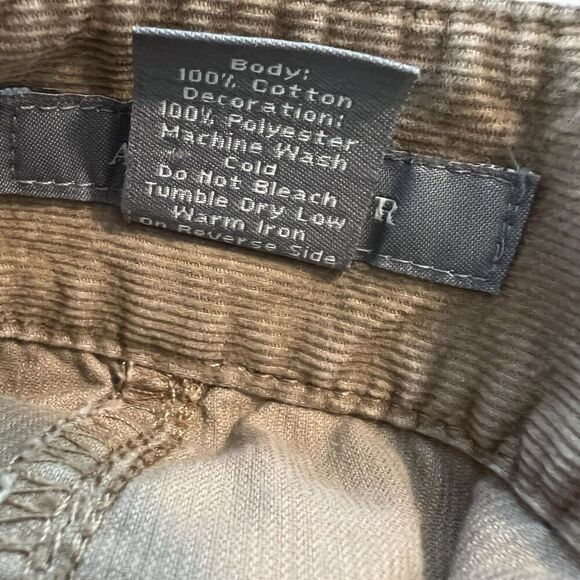 Body:
100% Cotton
Decoration:
100% Polyester
Machine Wash
Cold
Do Not Bleach
Tumble Dry Low
Warm Iron
on Reverse Side
A
R